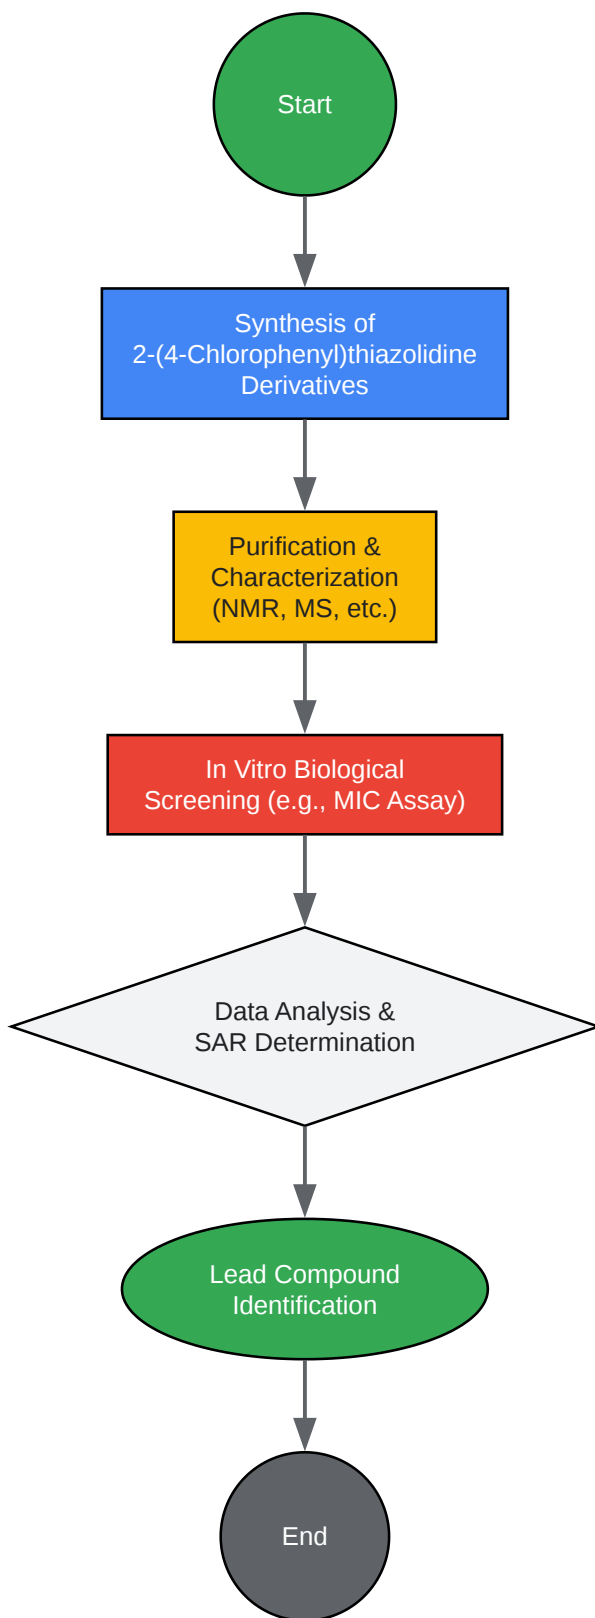 Start
Synthesis of
2-(4-Chlorophenyl)thiazolidine
Derivatives
Purification &
Characterization
(NMR, MS, etc.)
In Vitro Biological
Screening (e.g., MIC Assay)
Data Analysis &
SAR Determination
Lead Compound
Identification
End